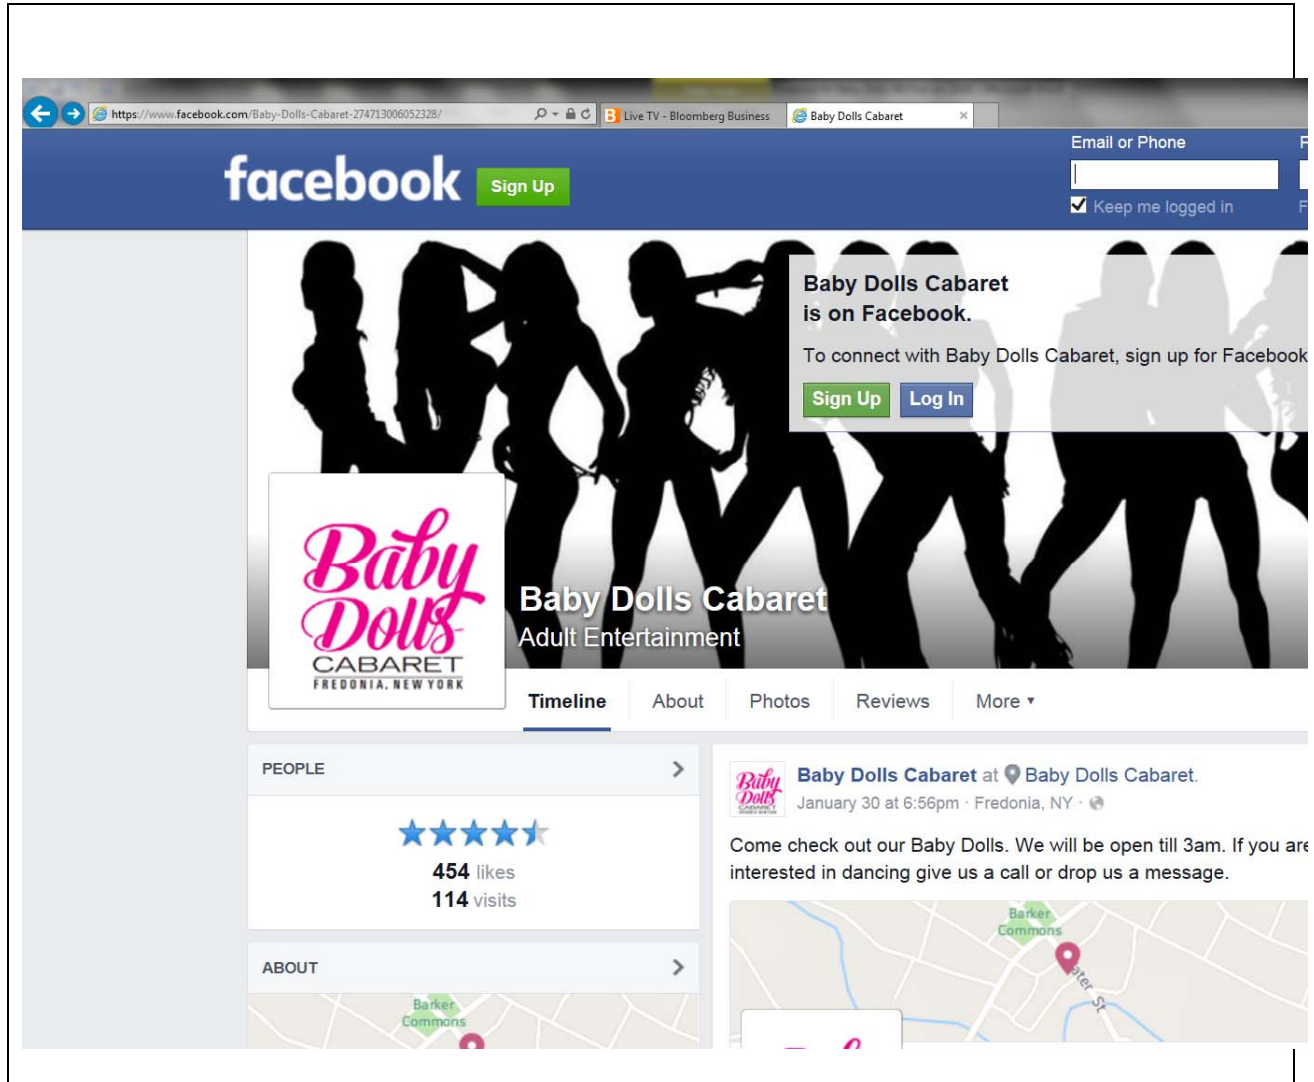 https://www.facebook.com/Baby-Dolls-Cabaret-274713006052328/
Live TV - Bloomberg Business
Baby Dolls Cabaret
facebook
Sign Up
Email or Phone
Keep me logged in
Baby Dolls Cabaret
is on Facebook.
To connect with Baby Dolls Cabaret, sign up for Facebook
Sign Up
Log In
Baby
Dolls
CABARET
FREDONIA, NEW YORK
Baby Dolls Cabaret
Adult Entertainment
Timeline
About
Photos
Reviews
More
PEOPLE
454 likes
114 visits
ABOUT
Barker
Commons
Baby
Dolls
CABARET
Baby Dolls Cabaret at Baby Dolls Cabaret.
January 30 at 6:56pm · Fredonia, NY ·
Come check out our Baby Dolls. We will be open till 3am. If you are
interested in dancing give us a call or drop us a message.
Barker
Commons
St